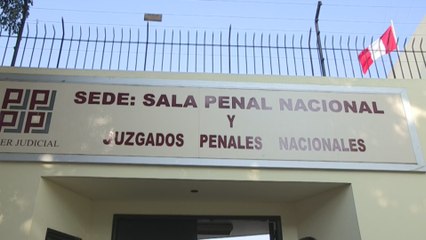 SEDE: SALA PENAL NACIONAL
Y
JUZGADOS PENALES NACIONALES
ER JUDICIAL